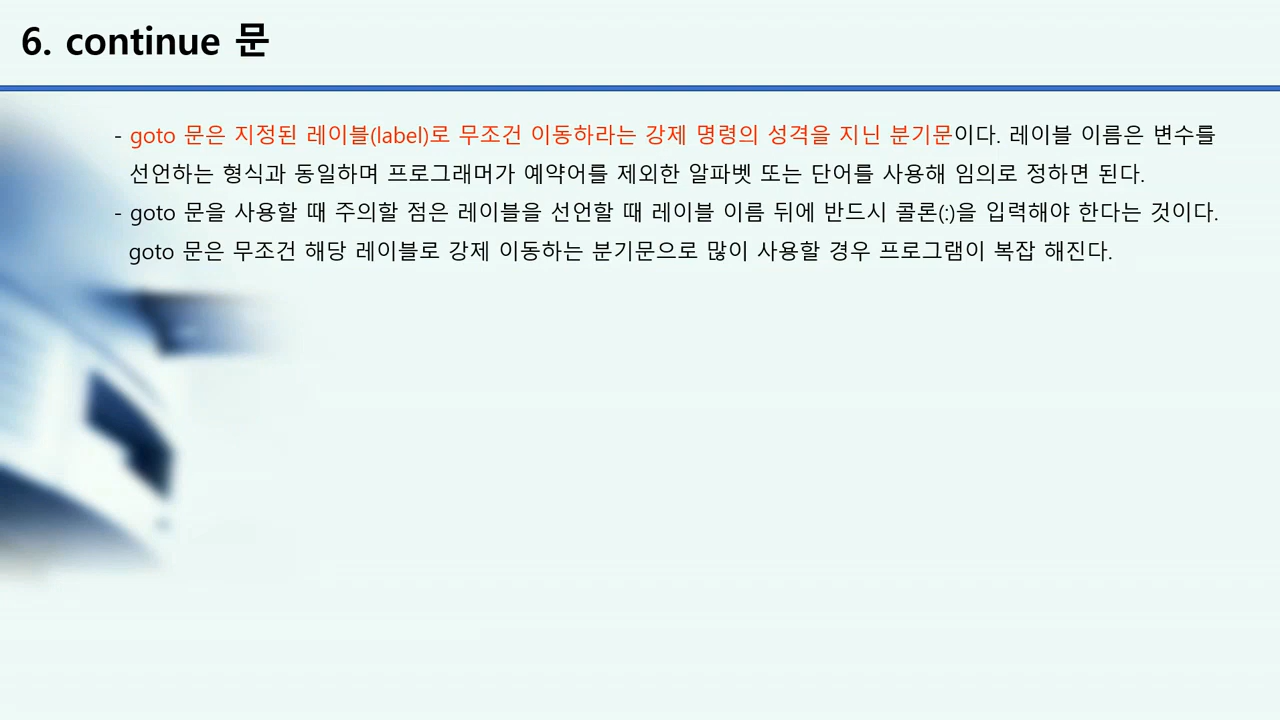 6. continue 문
- goto 문은 지정된 레이블(label)로 무조건 이동하라는 강제 명령의 성격을 지닌 분기문이다. 레이블 이름은 변수를
선언하는 형식과 동일하며 프로그래머가 예약어를 제외한 알파벳 또는 단어를 사용해 임의로 정하면 된다.
- goto 문을 사용할 때 주의할 점은 레이블을 선언할 때 레이블 이름 뒤에 반드시 콜론(:)을 입력해야 한다는 것이다.
goto 문은 무조건 해당 레이블로 강제 이동하는 분기문으로 많이 사용할 경우 프로그램이 복잡 해진다.